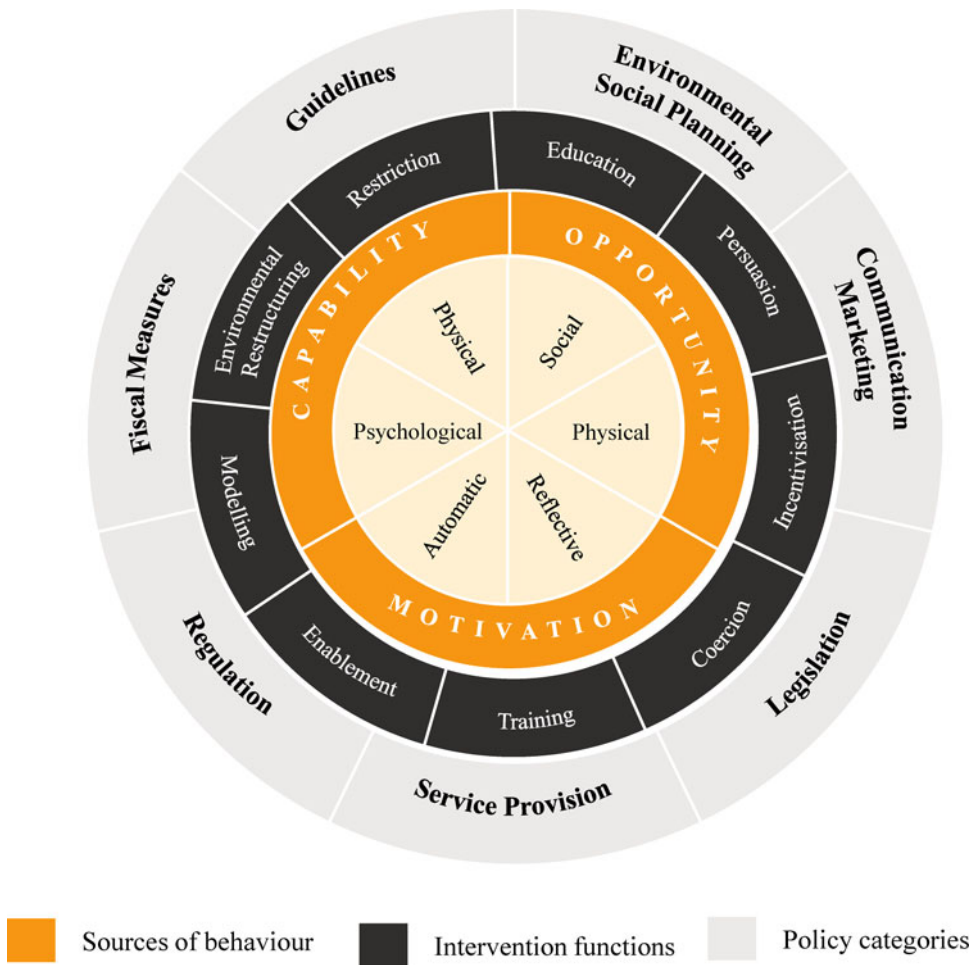 Guidelines
Environmental
Social Planning
Communication
Marketing
Legislation
Service Provision
Regulation
Fiscal Measures
Restriction
Education
Persuasion
Incentivisation
Coercion
Training
Enablement
Modelling
Environmental
Restructuring
CAPABILITY
OPPORTUNITY
MOTIVATION
Physical
Social
Physical
Reflective
Automatic
Psychological
Sources of behaviour
Intervention functions
Policy categories